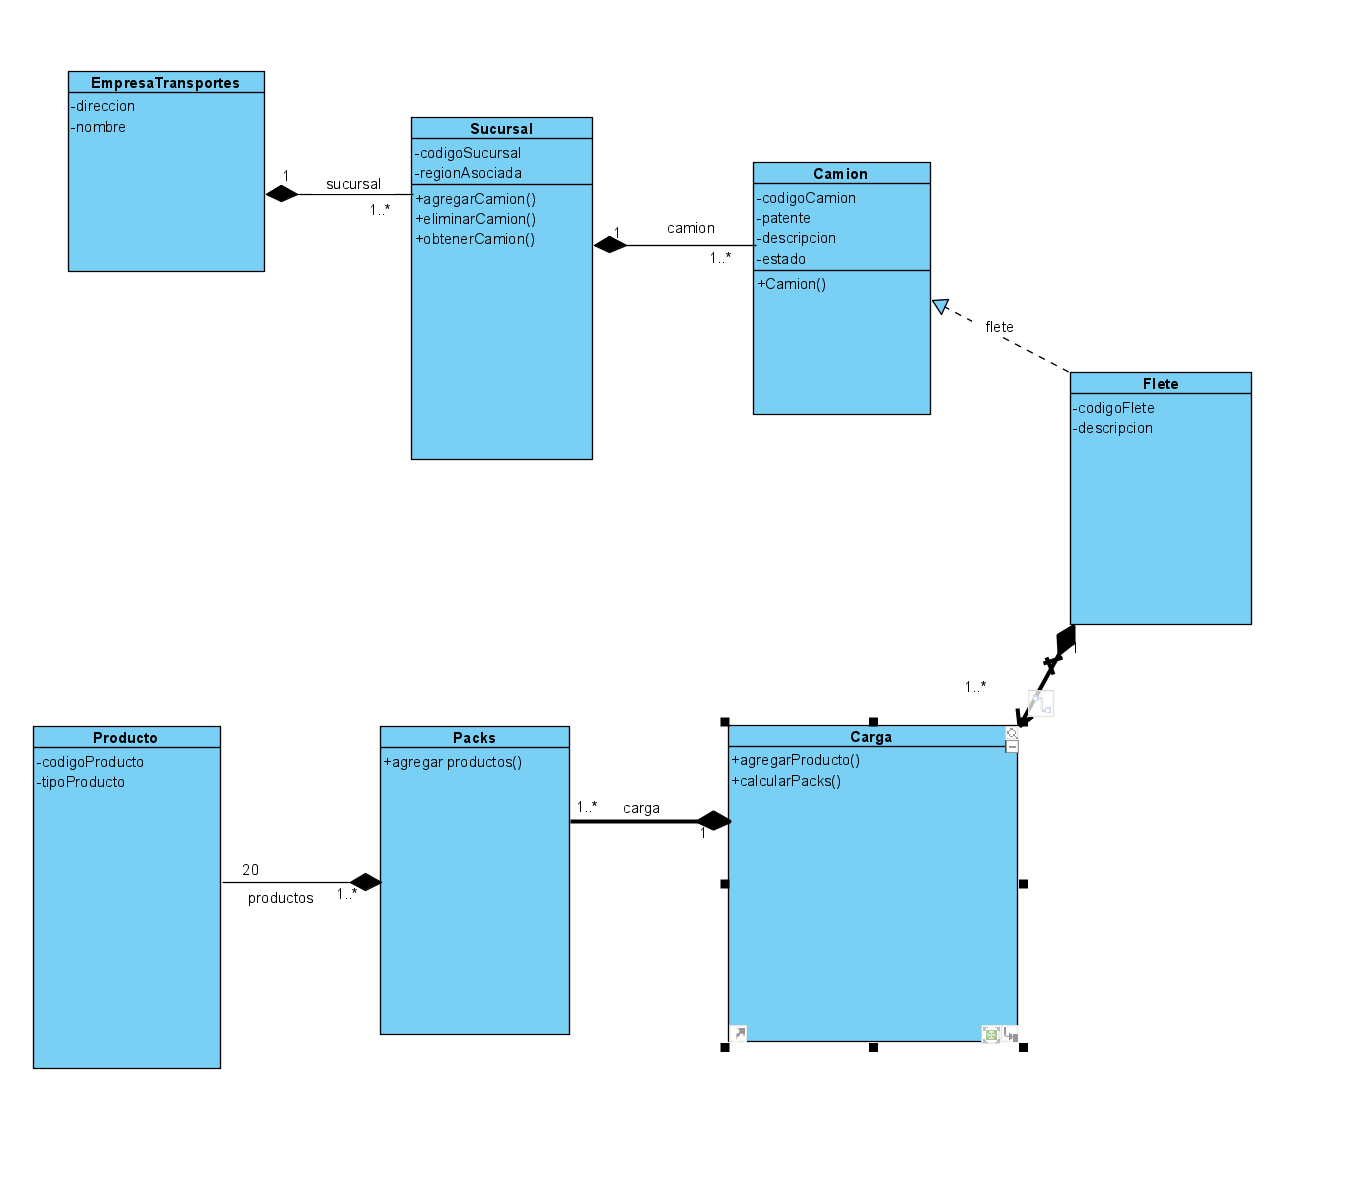 EmpresaTransportes
-direccion
-nombre
1
sucursal
1..*
Sucursal
-codigoSucursal
-regionAsociada
+agregarCamion()
+eliminarCamion()
+obtenerCamion()
1
camion
1..*
Camion
-codigoCamion
-patente
-descripcion
-estado
+Camion()
flete
Flete
-codigoFlete
-descripcion
1
1..*
Producto
-codigoProducto
-tipoProducto
20
productos
1..*
Packs
+agregar productos()
1..*
carga
1
Carga
+agregarProducto()
+calcularPacks()